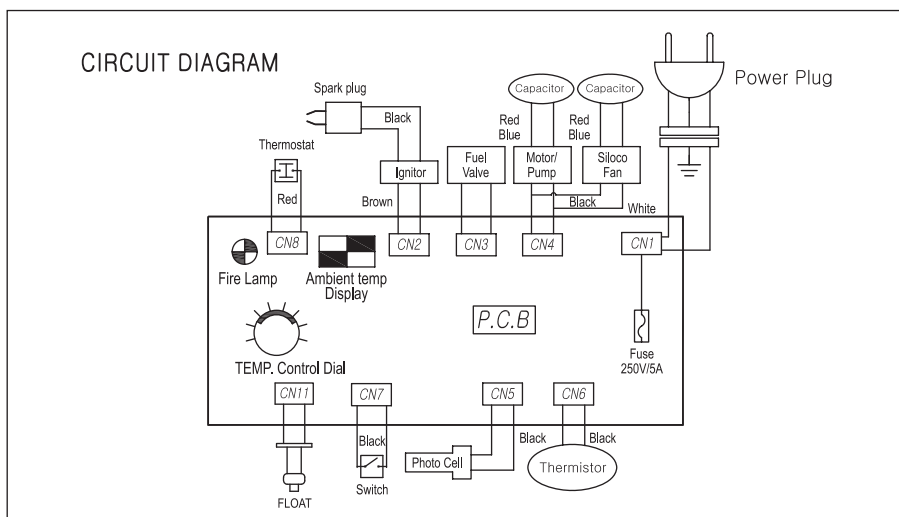 CIRCUIT DIAGRAM
Power Plug
Spark plug
Black
Capacitor
Capacitor
Red
Blue
Red
Blue
Thermostat
Red
Ignitor
Fuel
Valve
Motor/
Pump
Siloco
Fan
Brown
Black
White
CN8
CN2
CN3
CN4
CN1
Fire Lamp
Ambient temp
Display
P.C.B
Fuse
250V/5A
TEMP. Control Dial
CN11
CN7
CN5
CN6
Black
Black
Black
Photo Cell
Thermistor
Switch
FLOAT